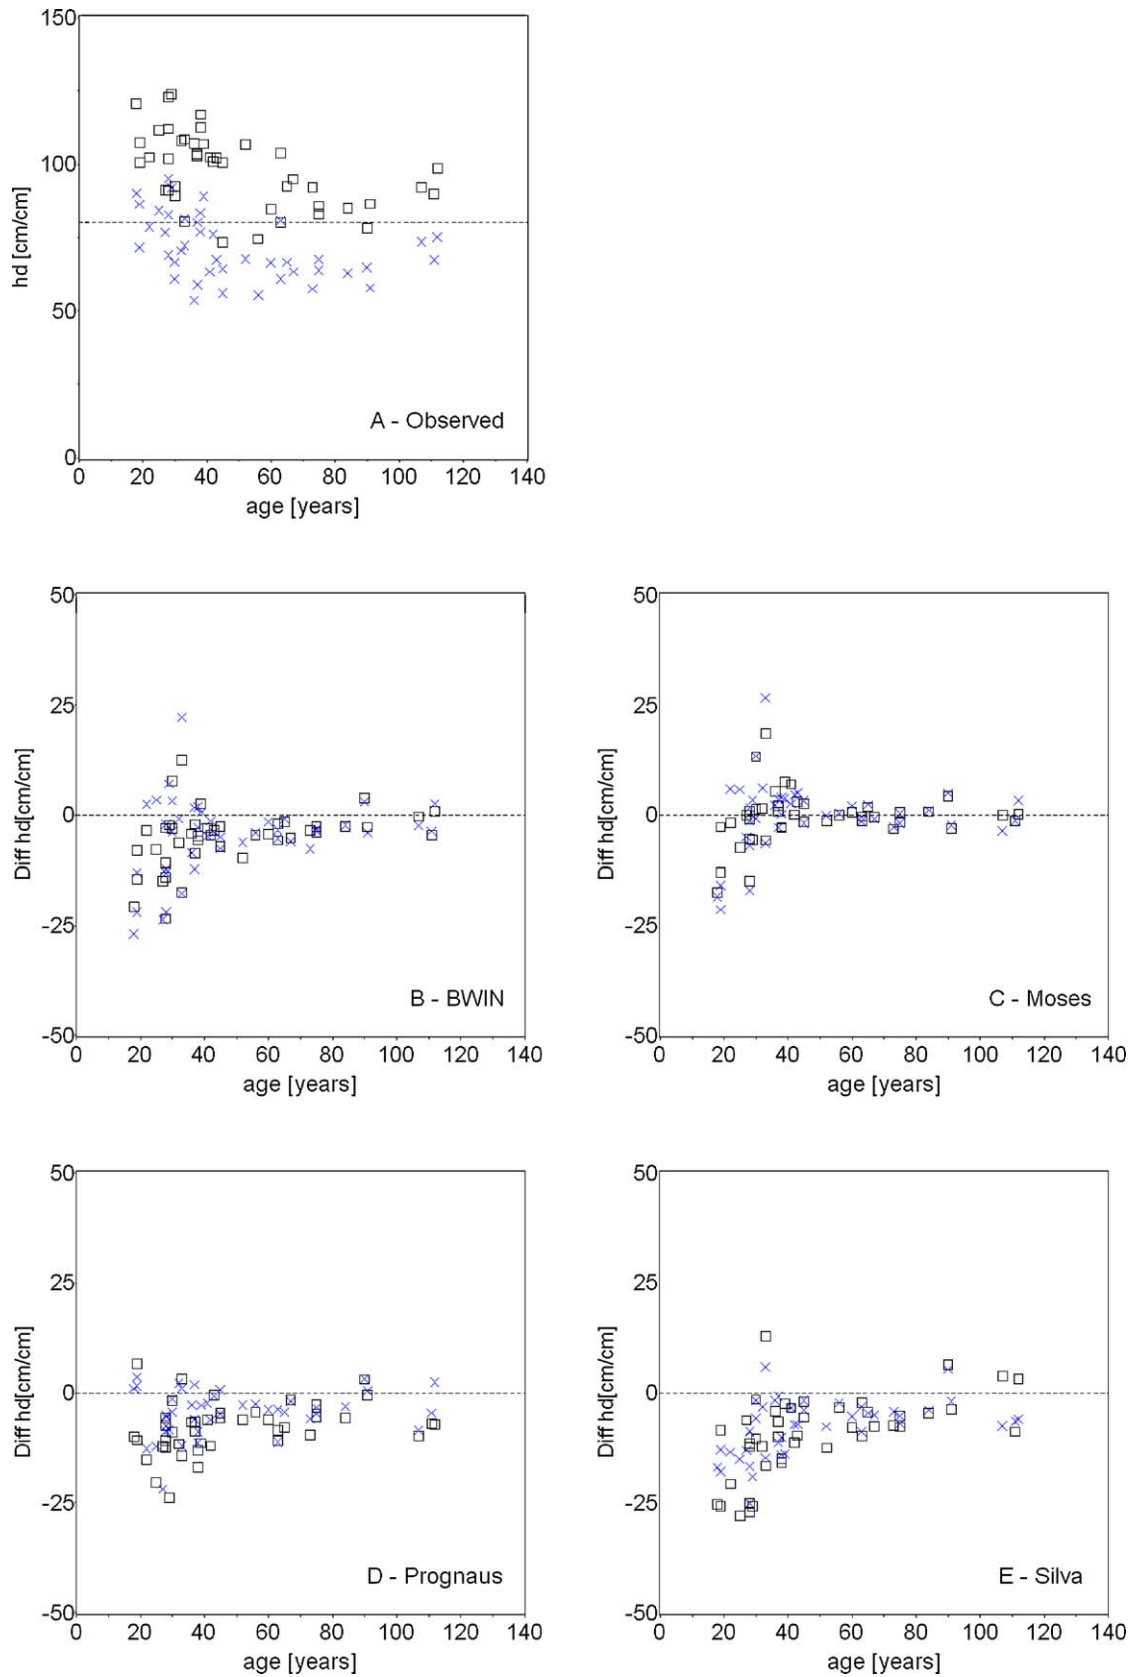 150
100
50
0
hd [cm/cm]
A - Observed
0 20 40 60 80 100 120 140
age [years]
50
25
0
-25
-50
Diff hd[cm/cm]
B - BWIN
0 20 40 60 80 100 120 140
age [years]
50
25
0
-25
-50
Diff hd[cm/cm]
C - Moses
0 20 40 60 80 100 120 140
age [years]
50
25
0
-25
-50
Diff hd[cm/cm]
D - Prognaus
0 20 40 60 80 100 120 140
age [years]
50
25
0
-25
-50
Diff hd[cm/cm]
E - Silva
0 20 40 60 80 100 120 140
age [years]